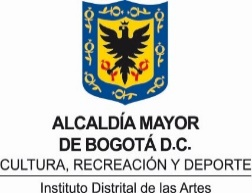 ALCALDÍA MAYOR
DE BOGOTÁ D.C.
CULTURA, RECREACIÓN Y DEPORTE
Instituto Distrital de las Artes